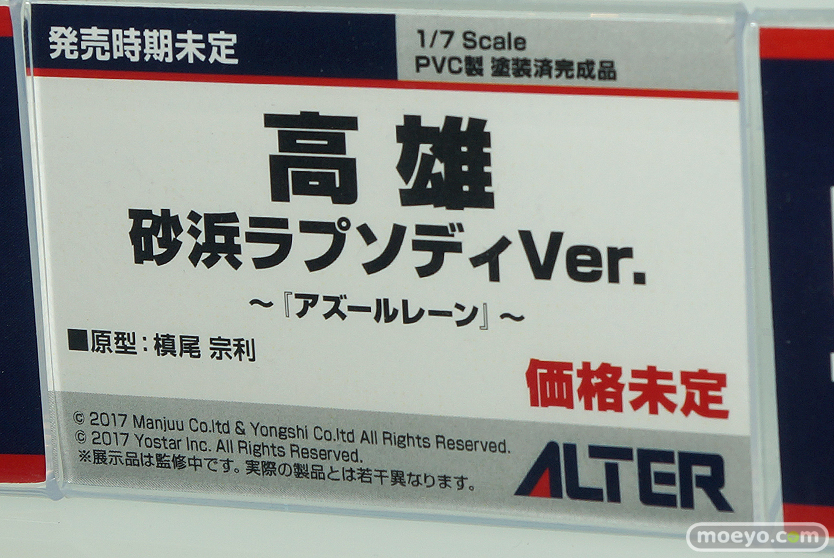 発売時期未定
1/7 Scale
PVC製 塗装済完成品
高雄
砂浜ラプソディVer.
～『アズールレーン』～
■原型：槙尾 宗利
価格未定
© 2017 Manjuu Co.ltd & Yongshi Co.ltd All Rights Reserved.
© 2017 Yostar Inc. All Rights Reserved.
※展示品は監修中です。実際の製品とは若干異なります。
ALTER
moeyo.com